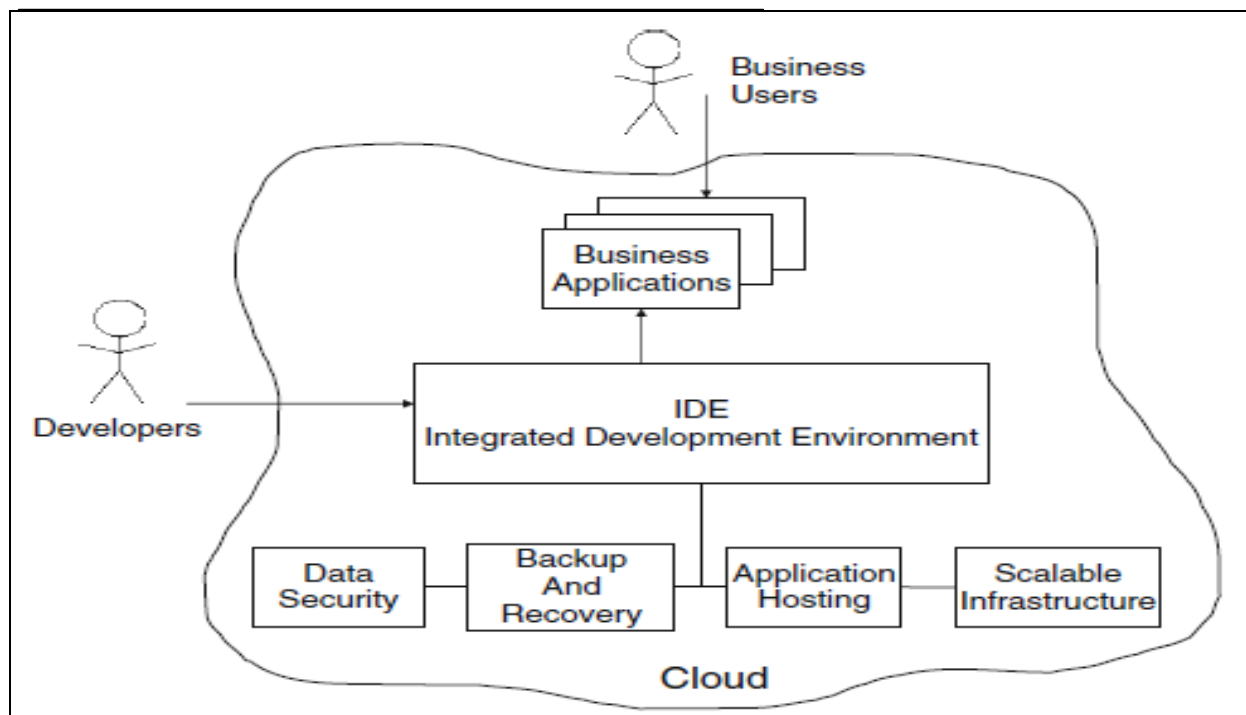 Business
Users
Business
Applications
Developers
IDE
Integrated Development Environment
Data
Security
Backup
And
Recovery
Application
Hosting
Scalable
Infrastructure
Cloud